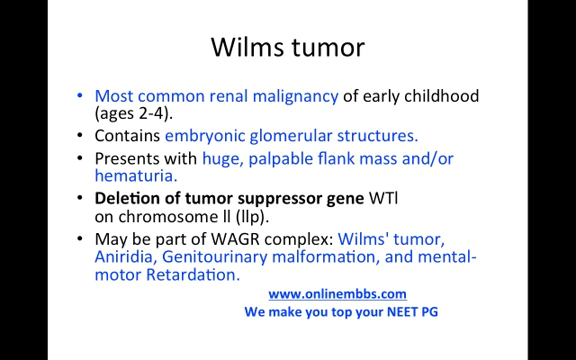 Wilms tumor
• Most common renal malignancy of early childhood
(ages 2-4).
• Contains embryonic glomerular structures.
• Presents with huge, palpable flank mass and/or
hematuria.
• Deletion of tumor suppressor gene WTl
on chromosome ll (llp).
• May be part of WAGR complex: Wilms' tumor,
Aniridia, Genitourinary malformation, and mental-
motor Retardation.
www.onlinembbs.com
We make you top your NEET PG